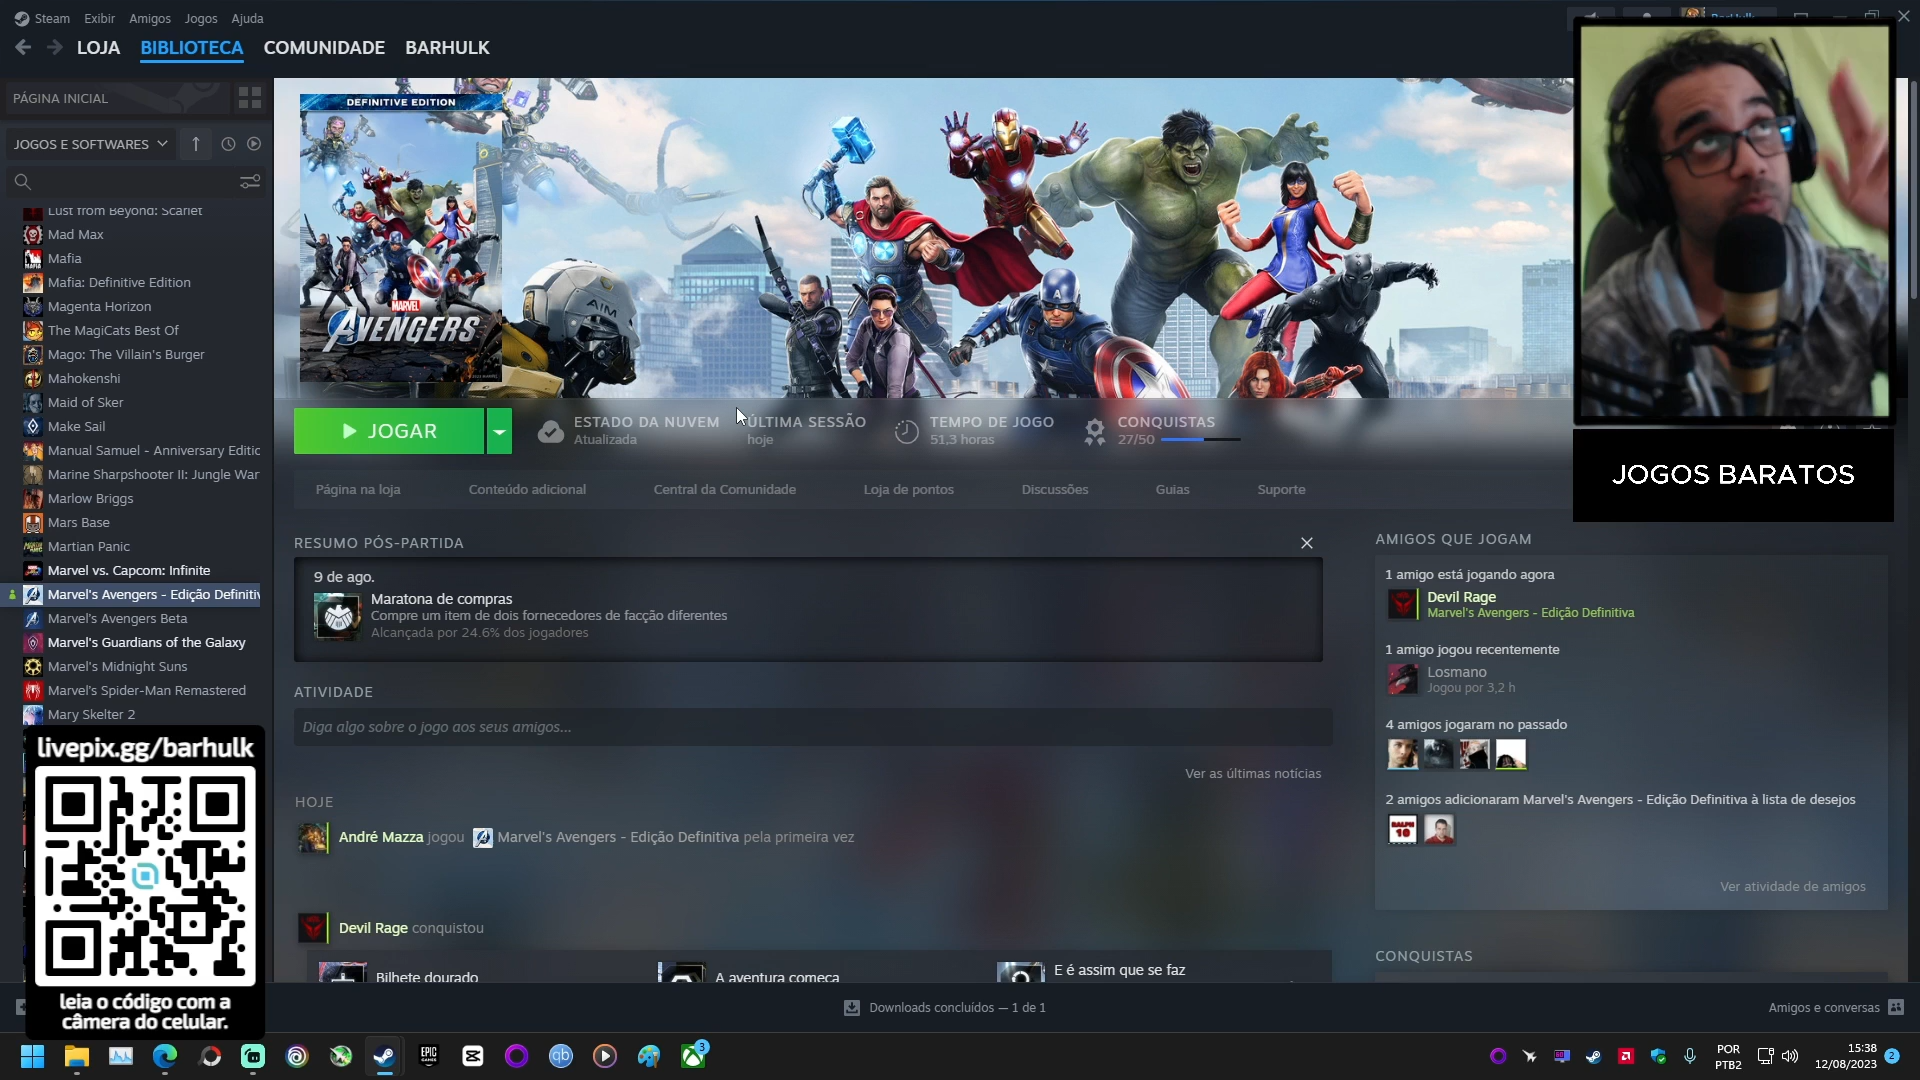 Steam Exibir Amigos Jogos Ajuda
LOJA BIBLIOTECA COMUNIDADE BARHULK
PÁGINA INICIAL
JOGOS E SOFTWARES
Lust from Beyond: Scarlet
Mad Max
Mafia
Mafia: Definitive Edition
Magenta Horizon
The MagiCats Best Of
Mago: The Villain's Burger
Mahokenshi
Maid of Sker
Make Sail
Manual Samuel - Anniversary Editic
Marine Sharpshooter II: Jungle War
Marlow Briggs
Mars Base
Martian Panic
Marvel vs. Capcom: Infinite
Marvel's Avengers - Edição Definitiv
Marvel's Avengers Beta
Marvel's Guardians of the Galaxy
Marvel's Midnight Suns
Marvel's Spider-Man Remastered
Mary Skelter 2
livepix.gg/barhulk
leia o código com a
câmera do celular.
DEFINITIVE EDITION
MARVEL
AVENGERS
AIM
JOGAR
ESTADO DA NUVEM
Atualizada
ÚLTIMA SESSÃO
hoje
TEMPO DE JOGO
51,3 horas
CONQUISTAS
27/50
JOGOS BARATOS
Página na loja Conteúdo adicional Central da Comunidade Loja de pontos Discussões Guias Suporte
RESUMO PÓS-PARTIDA
9 de ago.
Maratona de compras
Compre um item de dois fornecedores de facção diferentes
Alcançada por 24.6% dos jogadores
ATIVIDADE
Diga algo sobre o jogo aos seus amigos...
Ver as últimas notícias
HOJE
André Mazza jogou Marvel's Avengers - Edição Definitiva pela primeira vez
Devil Rage conquistou
Bilhete dourado
A aventura começa
E é assim que se faz
AMIGOS QUE JOGAM
1 amigo está jogando agora
Devil Rage
Marvel's Avengers - Edição Definitiva
1 amigo jogou recentemente
Losmano
Jogou por 3,2 h
4 amigos jogaram no passado
2 amigos adicionaram Marvel's Avengers - Edição Definitiva à lista de desejos
Ver atividade de amigos
CONQUISTAS
Downloads concluídos — 1 de 1
Amigos e conversas
EPIC
GAMES
qb
3
POR
PTB2
15:38
12/08/2023
2